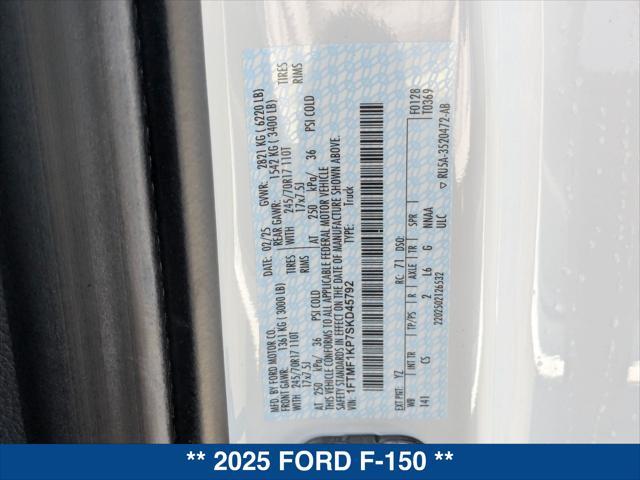 MFD. BY FORD MOTOR CO.
DATE: 02/25 GVWR: 2821 KG ( 6220 LB)
FRONT GAWR: 1361 KG ( 3000 LB) REAR GAWR: 1542 KG ( 3400 LB)
WITH 245/70R17 110T TIRES WITH 245/70R17 110T TIRES
17x7.5J RIMS 17x7.5J RIMS
AT 250 kPa/ 36 PSI COLD AT 250 kPa/ 36 PSI COLD
THIS VEHICLE CONFORMS TO ALL APPLICABLE FEDERAL MOTOR VEHICLE
SAFETY STANDARDS IN EFFECT ON THE DATE OF MANUFACTURE SHOWN ABOVE.
VIN: 1FTMF1KP7SKD45792 TYPE: Truck
EXT PNT: YZ RC: 71 DSO: F0128
WB INT TR TP/PS R AXLE TR SPR T0369
141 CS 2 L6 G NNAA
ULC
2202502126532 RU5A-3520472-AB
** 2025 FORD F-150 **